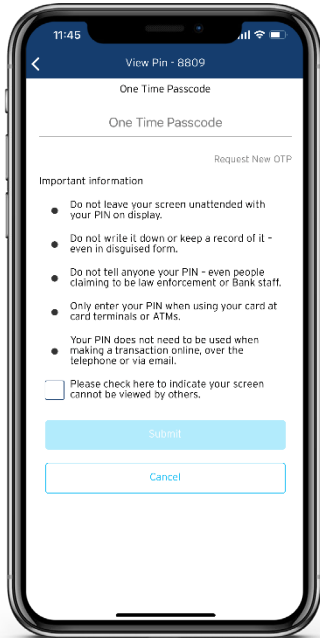 11:45
View Pin - 8809
One Time Passcode
One Time Passcode
Request New OTP
Important information
Do not leave your screen unattended with
your PIN on display.
Do not write it down or keep a record of it –
even in disguised form.
Do not tell anyone your PIN – even people
claiming to be law enforcement or Bank staff.
Only enter your PIN when using your card at
card terminals or ATMs.
Your PIN does not need to be used when
making a transaction online, over the
telephone or via email.
Please check here to indicate your screen
cannot be viewed by others.
Submit
Cancel